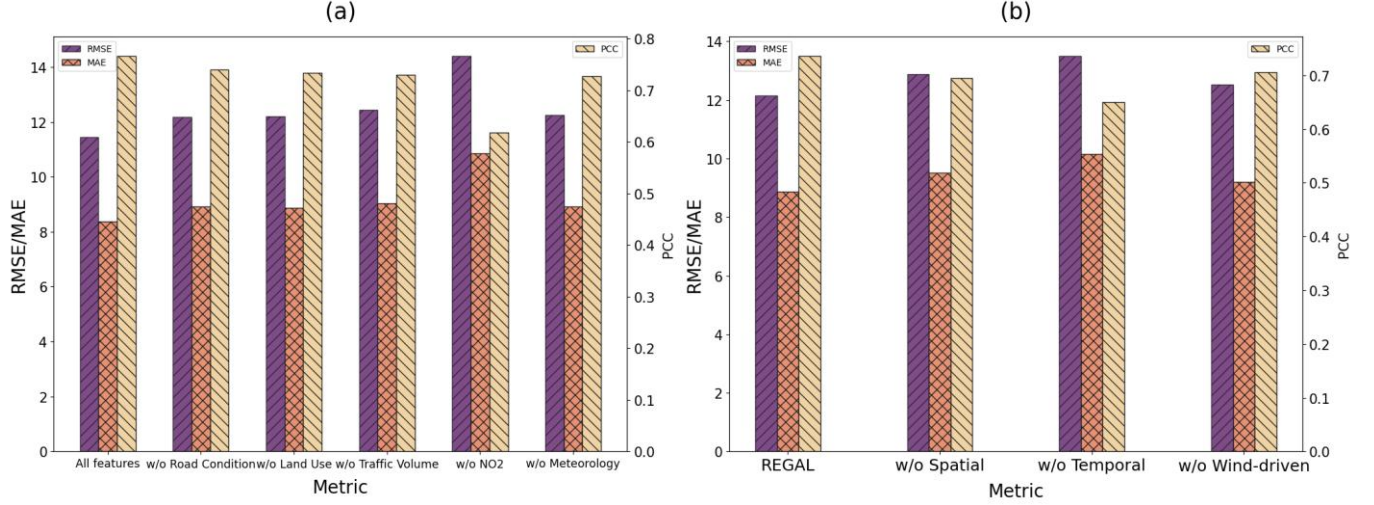 (a)
RMSE
MAE
PCC
RMSE/MAE
14
12
10
8
6
4
2
0
0.8
0.7
0.6
0.5
0.4
0.3
0.2
0.1
0.0
PCC
All features
w/o Road Condition
w/o Land Use
w/o Traffic Volume
w/o NO2
w/o Meteorology
Metric
(b)
RMSE
MAE
PCC
RMSE/MAE
14
12
10
8
6
4
2
0
0.7
0.6
0.5
0.4
0.3
0.2
0.1
0.0
PCC
REGAL
w/o Spatial
w/o Temporal
w/o Wind-driven
Metric